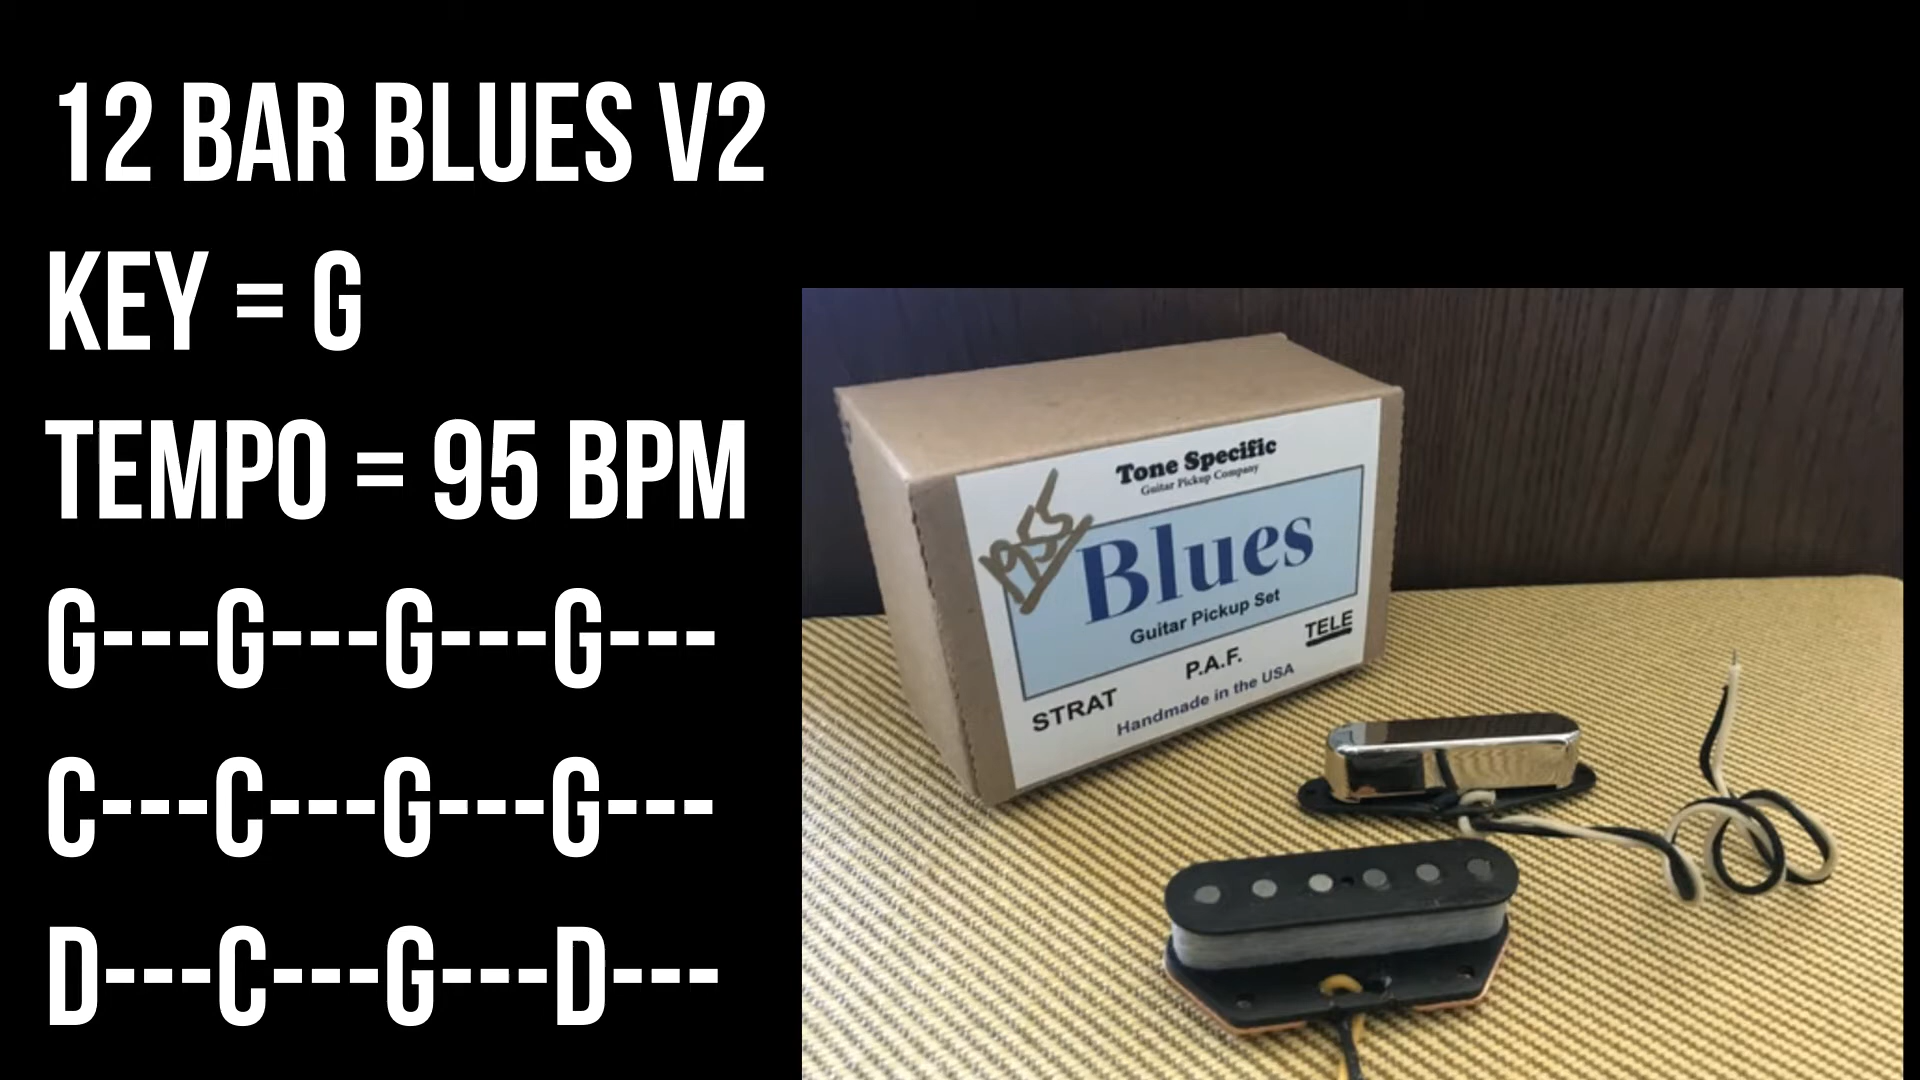 12 BAR BLUES V2
KEY = G
TEMPO = 95 BPM
G---G---G---G---
C---C---G---G---
D---C---G---D---
Tone Specific
Guitar Pickup Company
Blues
Guitar Pickup Set
STRAT P.A.F. TELE
Handmade in the USA